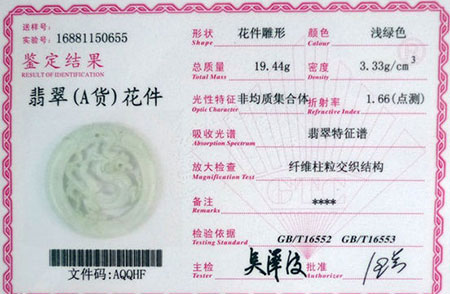 送样号:
实验号: 16881150655
鉴定结果
RESULT OF IDENTIFICATION
翡翠(A货)花件
文件码:AQQHF
形状 花件雕形 颜色 浅绿色
Shape Colour
总质量 19.44g 密度 3.33g/cm³
Total Mass Density
光性特征 非均质集合体 折射率 1.66(点测)
Optic Character Refractive Index
吸收光谱 翡翠特征谱
Absorption Spectrum
放大检查 纤维柱粒交织结构
Magnification Test
备注 ****
Remarks
检验依据 GB/T16552 GB/T16553
Testing Standard
主检 批准
Tester Authorizer